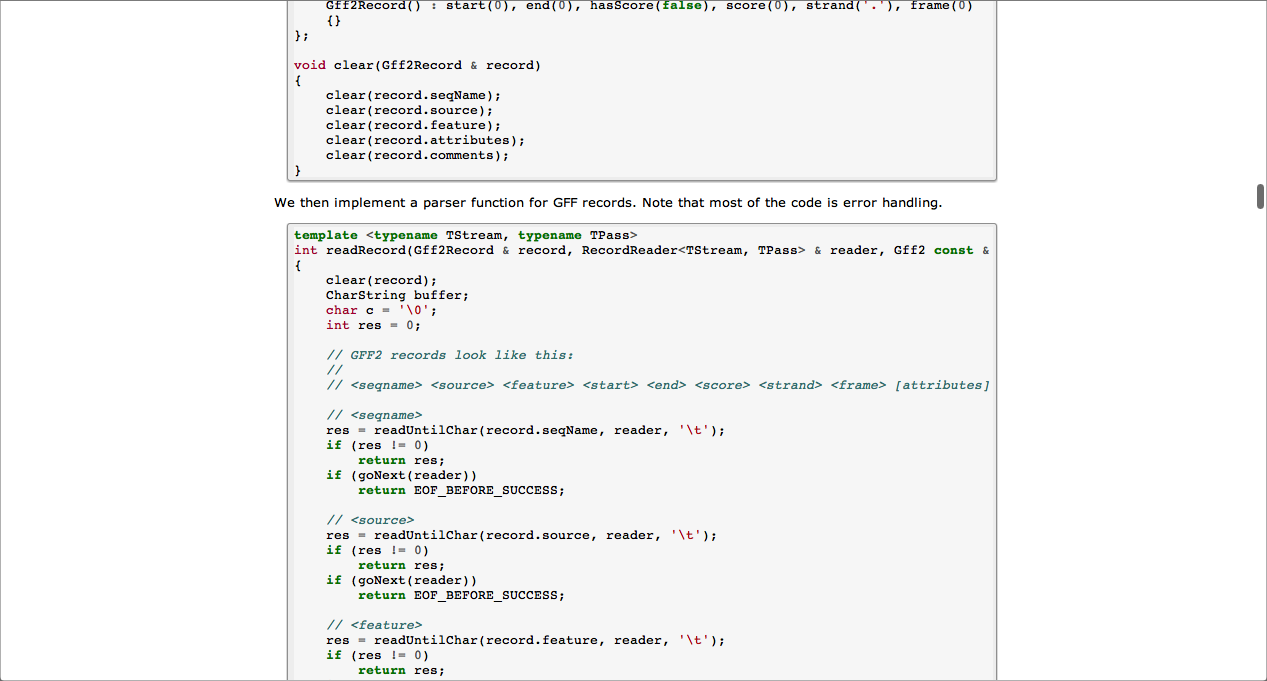 Gff2Record() : start(0), end(0), hasScore(false), score(0), strand('.'), frame(0)
{}
};
void clear(Gff2Record & record)
{
clear(record.seqName);
clear(record.source);
clear(record.feature);
clear(record.attributes);
clear(record.comments);
}
We then implement a parser function for GFF records. Note that most of the code is error handling.
template <typename TStream, typename TPass>
int readRecord(Gff2Record & record, RecordReader<TStream, TPass> & reader, Gff2 const &
{
clear(record);
CharString buffer;
char c = '\0';
int res = 0;
// GFF2 records look like this:
//
// <seqname> <source> <feature> <start> <end> <score> <strand> <frame> [attributes]
// <seqname>
res = readUntilChar(record.seqName, reader, '\t');
if (res != 0)
return res;
if (goNext(reader))
return EOF_BEFORE_SUCCESS;
// <source>
res = readUntilChar(record.source, reader, '\t');
if (res != 0)
return res;
if (goNext(reader))
return EOF_BEFORE_SUCCESS;
// <feature>
res = readUntilChar(record.feature, reader, '\t');
if (res != 0)
return res;